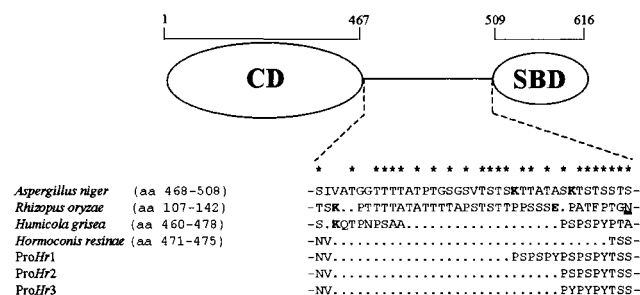 1 467 509 616
CD SBD
* * **** * * * * **** ** * * *******
Aspergillus niger (aa 468-508) -SIVATGGTTTTATPTGSGSVTSTSKTTATASKTSTSSTS-
Rhizopus oryzae (aa 107-142) -TSK..PTTTTATATTTTAPSTSTTPPSSSE.PATFPTGN-
Humicola grisea (aa 460-478) -S.KQTPNPSAA....................PSPSPYPTA-
Hormoconis resinae (aa 471-475) -NV....................................TSS-
ProHr1 -NV.......................PSPSPYPSPSPYTSS-
ProHr2 -NV.............................PSPSPYTSS-
ProHr3 -NV.............................PYPYPYTSS-